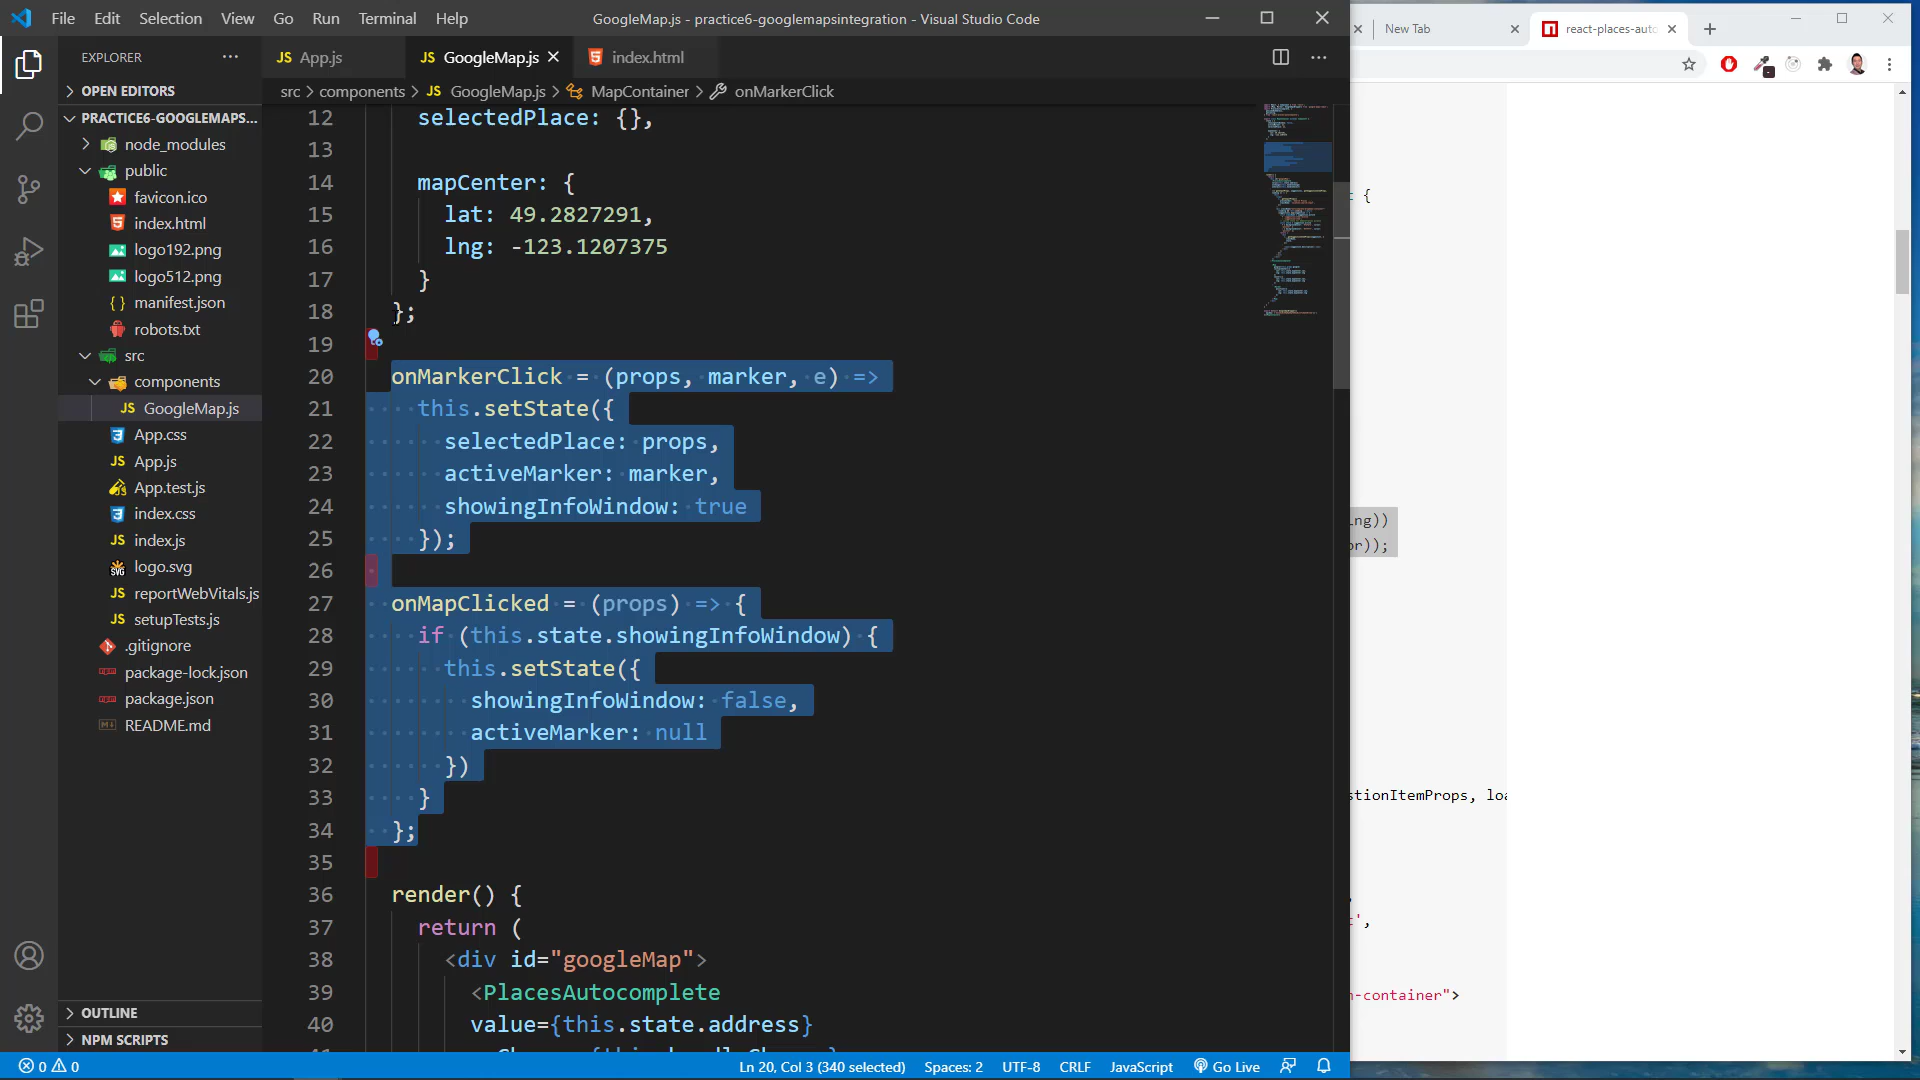 File Edit Selection View Go Run Terminal Help
GoogleMap.js - practice6-googlemapsintegration - Visual Studio Code
EXPLORER
OPEN EDITORS
PRACTICE6-GOOGLEMAPS...
node_modules
public
favicon.ico
index.html
logo192.png
logo512.png
manifest.json
robots.txt
src
components
JS GoogleMap.js
App.css
JS App.js
App.test.js
index.css
JS index.js
logo.svg
JS reportWebVitals.js
JS setupTests.js
.gitignore
package-lock.json
package.json
README.md
OUTLINE
NPM SCRIPTS
JS App.js
JS GoogleMap.js
index.html
src > components > JS GoogleMap.js > MapContainer > onMarkerClick
12 selectedPlace: {},
13
14 mapCenter: {
15 lat: 49.2827291,
16 lng: -123.1207375
17 }
18 };
19
20 onMarkerClick = (props, marker, e) =>
21 this.setState({
22 selectedPlace: props,
23 activeMarker: marker,
24 showingInfoWindow: true
25 });
26
27 onMapClicked = (props) => {
28 if (this.state.showingInfoWindow) {
29 this.setState({
30 showingInfoWindow: false,
31 activeMarker: null
32 })
33 }
34 };
35
36 render() {
37 return (
38 <div id="googleMap">
39 <PlacesAutocomplete
40 value={this.state.address}
0 0
Ln 20, Col 3 (340 selected) Spaces: 2 UTF-8 CRLF JavaScript Go Live
New Tab
react-places-auto
{
ing))
or));
stionItemProps, loa
t',
n-container">